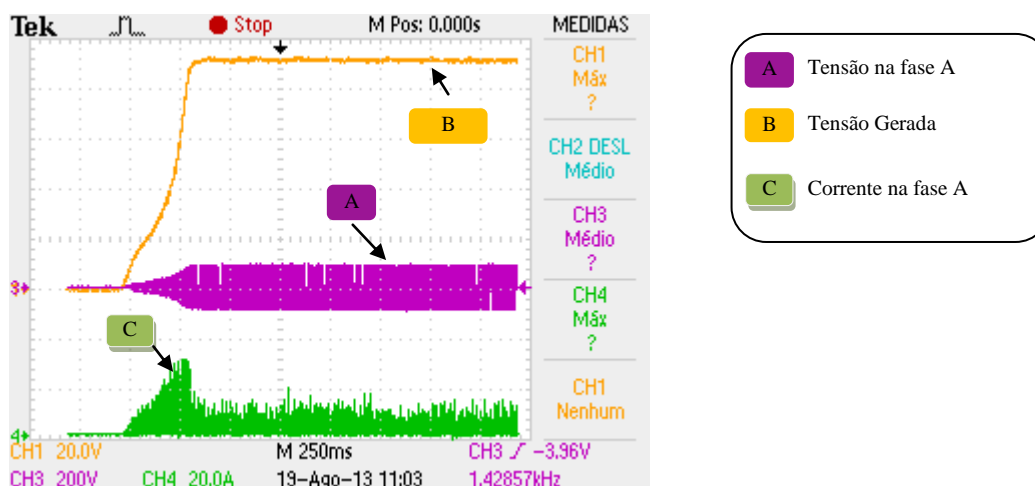 Tek Stop M Pos: 0.000s MEDIDAS
CH1
Máx
?
CH2 DESL
Médio
CH3
Médio
?
CH4
Máx
?
CH1
Nenhum
B
A
C
3
4
CH1 20.0V M 250ms CH3 -3.96V
CH3 200V CH4 20.0A 19-Ago-13 11:03 1.42857kHz
A Tensão na fase A
B Tensão Gerada
C Corrente na fase A